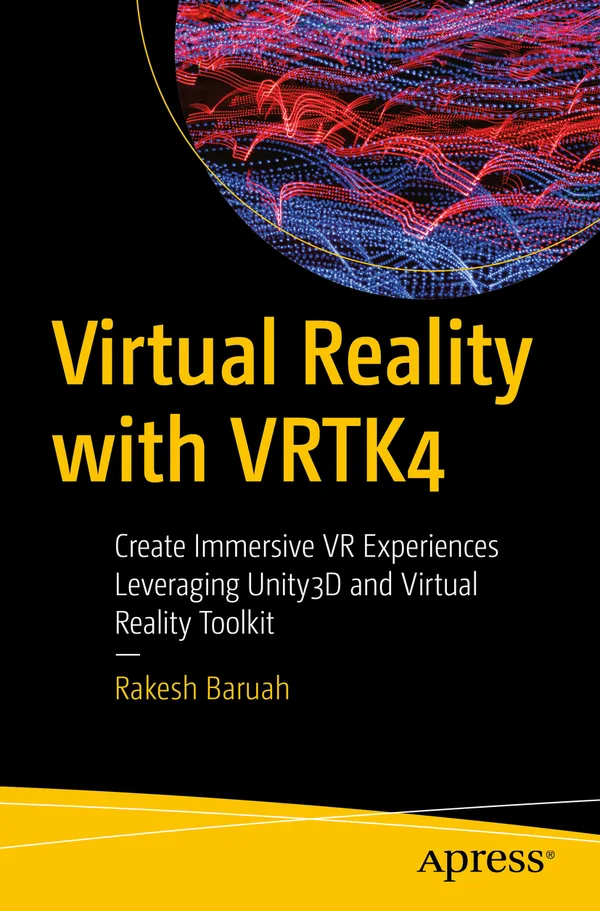 Virtual Reality
with VRTK4
Create Immersive VR Experiences
Leveraging Unity3D and Virtual
Reality Toolkit
—
Rakesh Baruah
Apress®